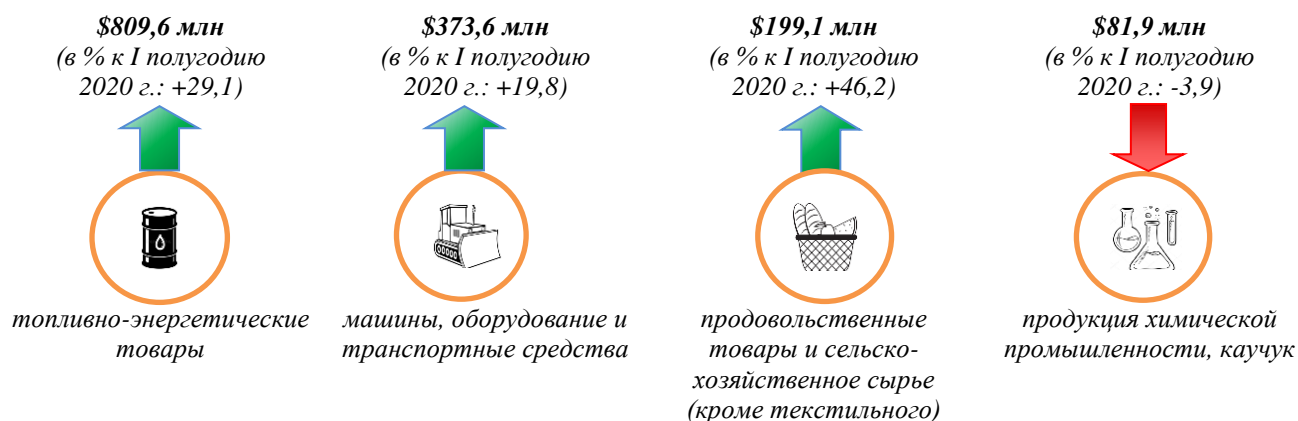 $809,6 млн
(в % к I полугодию
2020 г.: +29,1)
топливно-энергетические
товары
$373,6 млн
(в % к I полугодию
2020 г.: +19,8)
машины, оборудование и
транспортные средства
$199,1 млн
(в % к I полугодию
2020 г.: +46,2)
продовольственные
товары и сельско-
хозяйственное сырье
(кроме текстильного)
$81,9 млн
(в % к I полугодию
2020 г.: -3,9)
продукция химической
промышленности, каучук